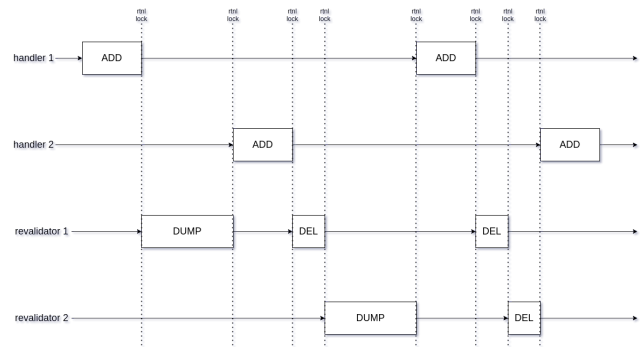 rtnl rtnl rtnl rtnl rtnl rtnl rtnl rtnl
lock lock lock lock lock lock lock lock
handler 1 ADD ADD
handler 2 ADD ADD
revalidator 1 DUMP DEL DEL
revalidator 2 DUMP DEL